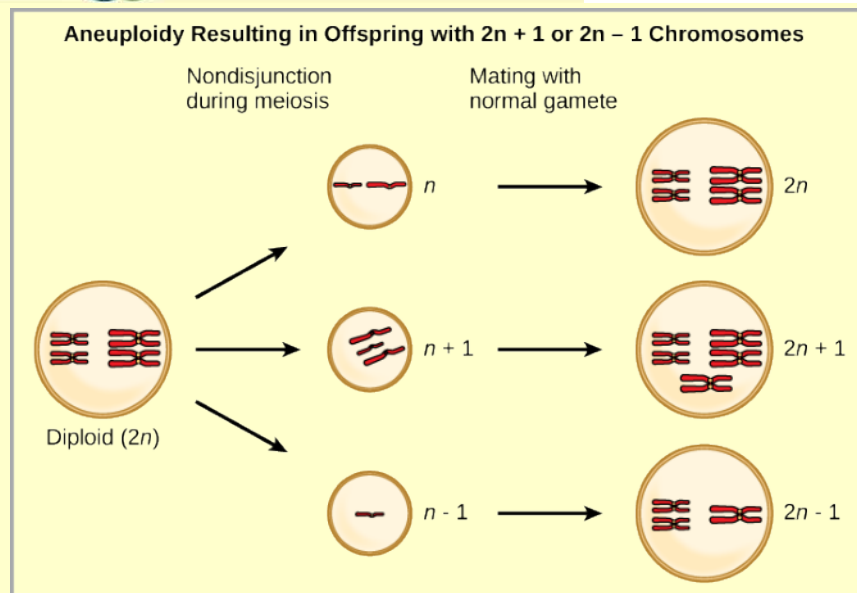 Aneuploidy Resulting in Offspring with 2n + 1 or 2n – 1 Chromosomes
Nondisjunction
during meiosis
Mating with
normal gamete
n
2n
n + 1
2n + 1
Diploid (2n)
n - 1
2n - 1